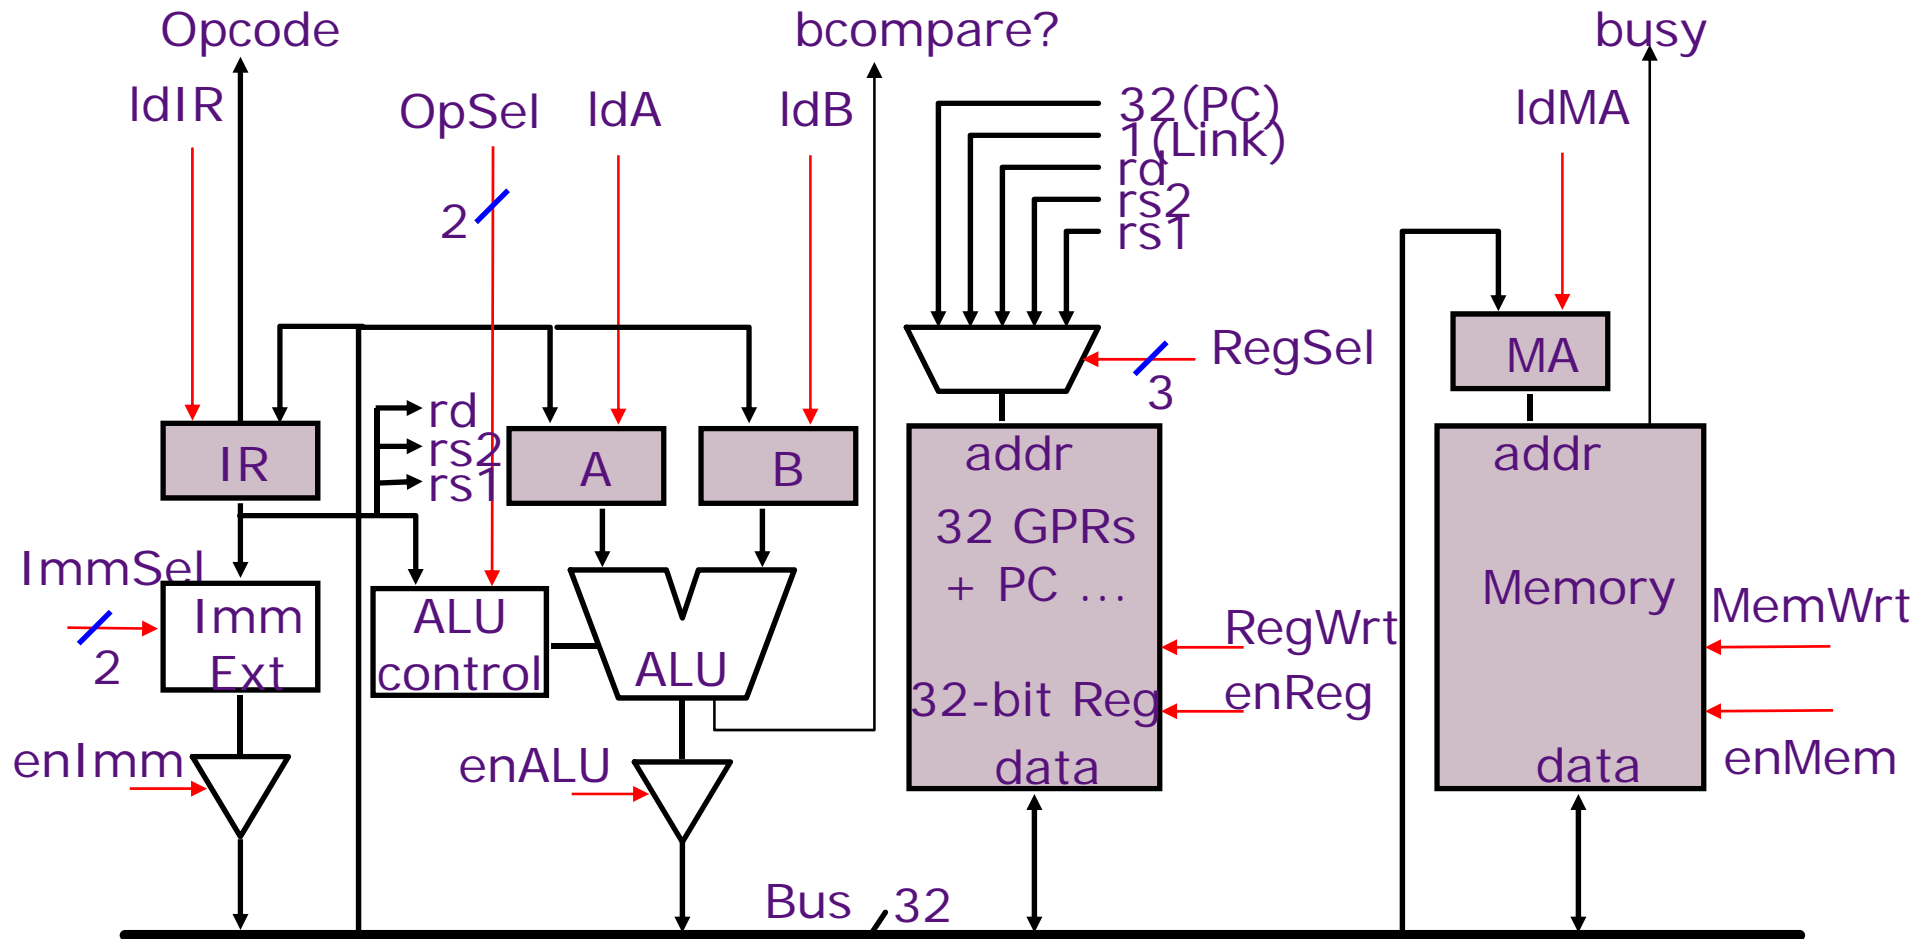 Opcode
bcompare?
busy
ldIR
OpSel
ldA
ldB
32(PC)
1(Link)
rd
rs2
rs1
ldMA
2
RegSel
3
MA
rd
rs2
rs1
IR
A
B
addr
32 GPRs
+ PC ...
32-bit Reg
data
addr
Memory
data
ImmSel
2
Imm
Ext
ALU
control
ALU
RegWrt
enReg
MemWrt
enMem
enImm
enALU
Bus
32